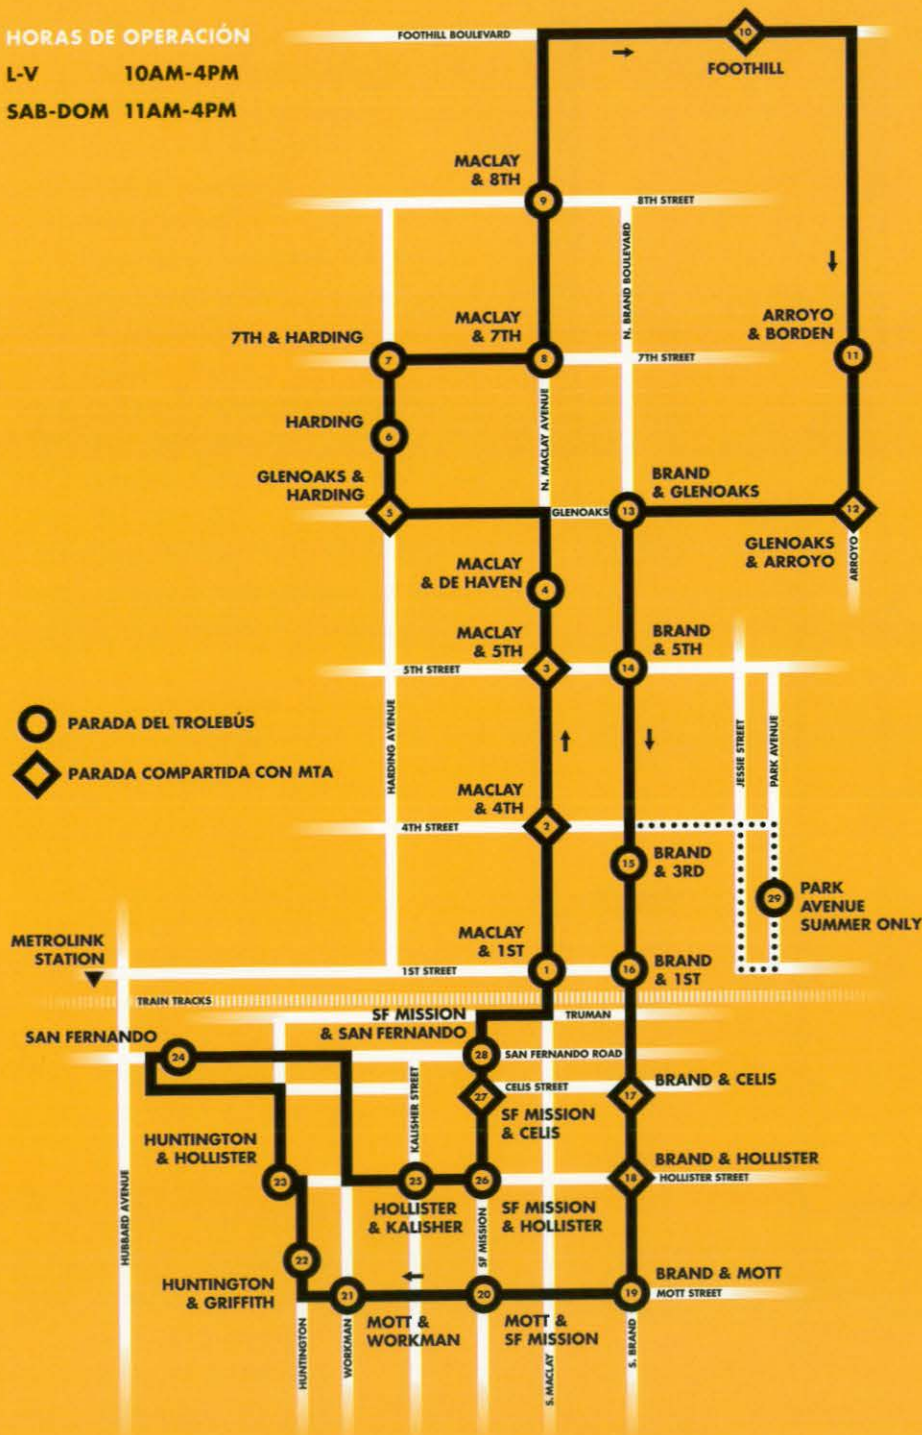 HORAS DE OPERACIÓN
L-V 10AM-4PM
SAB-DOM 11AM-4PM
FOOTHILL BOULEVARD
10
FOOTHILL
MACLAY
& 8TH
9
8TH STREET
N. BRAND BOULEVARD
7TH & HARDING
7
MACLAY
& 7TH
8
7TH STREET
ARROYO
& BORDEN
11
HARDING
6
N. MACLAY AVENUE
GLENOAKS &
HARDING
5
GLENOAKS
BRAND
& GLENOAKS
13
12
GLENOAKS
& ARROYO
ARROYO
MACLAY
& DE HAVEN
4
MACLAY
& 5TH
3
5TH STREET
BRAND
& 5TH
14
PARADA DEL TROLEBÚS
PARADA COMPARTIDA CON MTA
HARDING AVENUE
JESSIE STREET
PARK AVENUE
MACLAY
& 4TH
2
4TH STREET
15
BRAND
& 3RD
29
PARK
AVENUE
SUMMER ONLY
METROLINK
STATION
MACLAY
& 1ST
1
1ST STREET
16
BRAND
& 1ST
TRAIN TRACKS
SF MISSION
& SAN FERNANDO
28
TRUMAN
SAN FERNANDO
24
SAN FERNANDO ROAD
KALISHER STREET
CELIS STREET
27
SF MISSION
& CELIS
17
BRAND & CELIS
HUNTINGTON
& HOLLISTER
23
25
HOLLISTER
& KALISHER
26
SF MISSION
& HOLLISTER
18
BRAND & HOLLISTER
HOLLISTER STREET
HUBBARD AVENUE
SF MISSION
22
HUNTINGTON
& GRIFFITH
21
MOTT &
WORKMAN
20
MOTT &
SF MISSION
19
BRAND & MOTT
MOTT STREET
HUNTINGTON
WORKMAN
S. MACLAY
S. BRAND